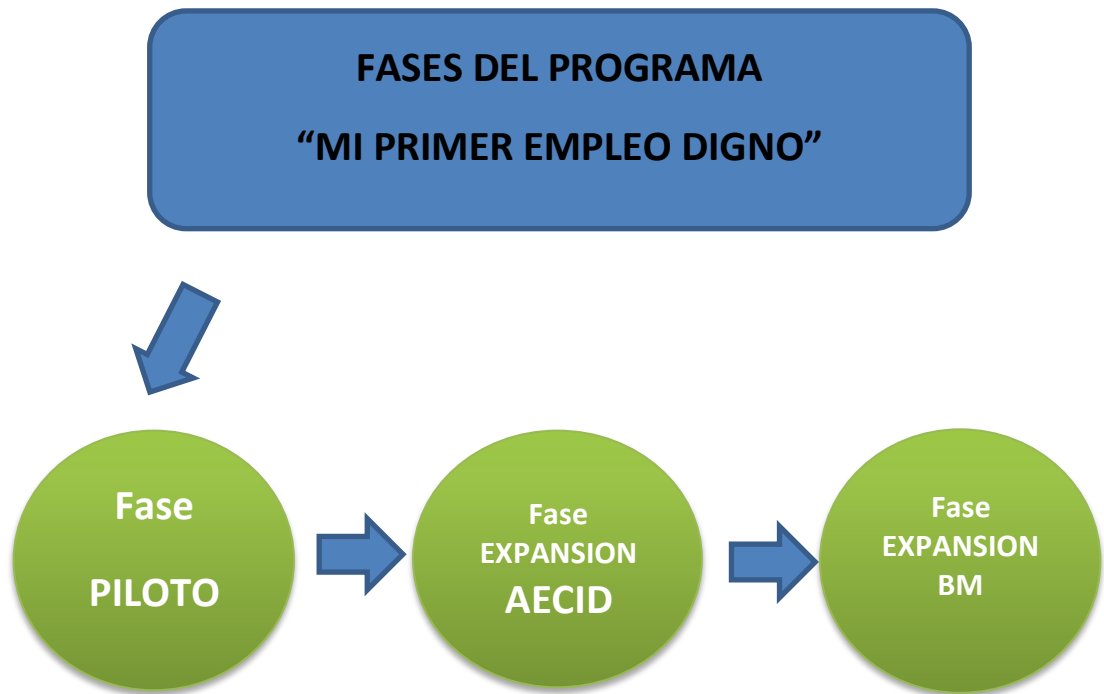 FASES DEL PROGRAMA
“MI PRIMER EMPLEO DIGNO”
Fase
PILOTO
Fase
EXPANSION
AECID
Fase
EXPANSION
BM